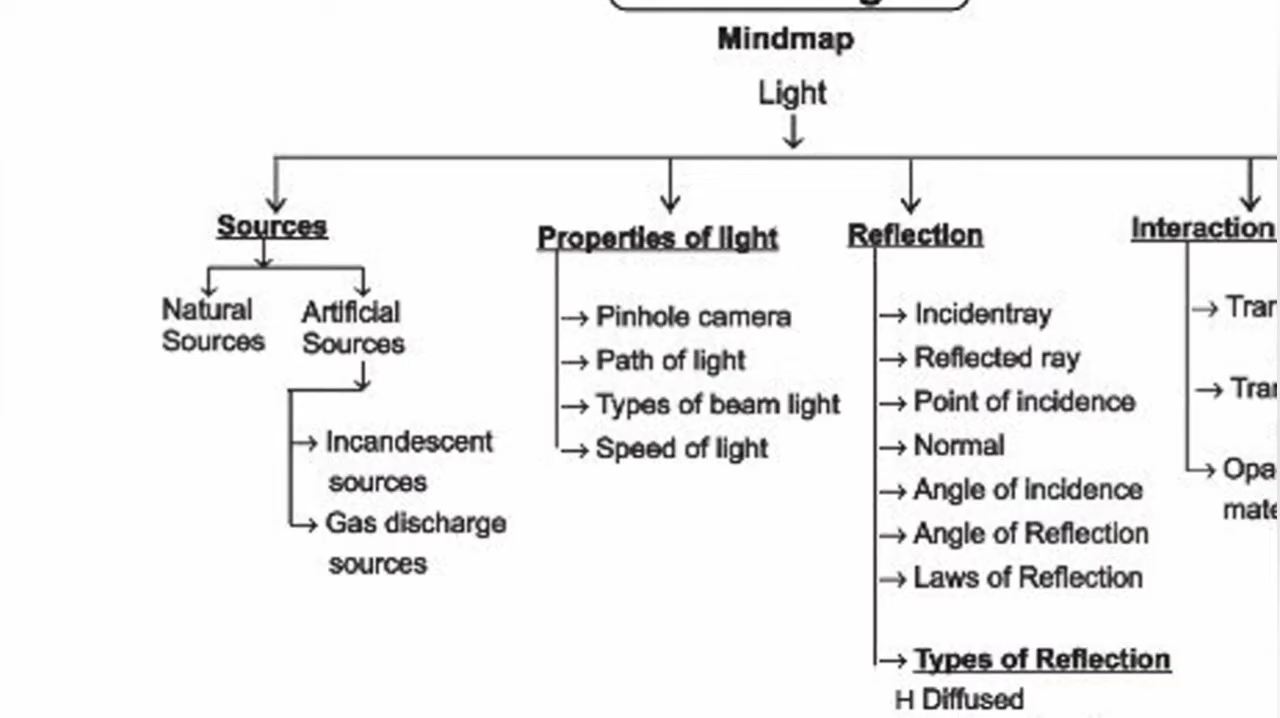 Mindmap
Light
Sources
Natural
Sources
Artificial
Sources
Incandescent
sources
Gas discharge
sources
Properties of light
Pinhole camera
Path of light
Types of beam light
Speed of light
Reflection
Incidentray
Reflected ray
Point of incidence
Normal
Angle of incidence
Angle of Reflection
Laws of Reflection
Types of Reflection
H Diffused
Interaction